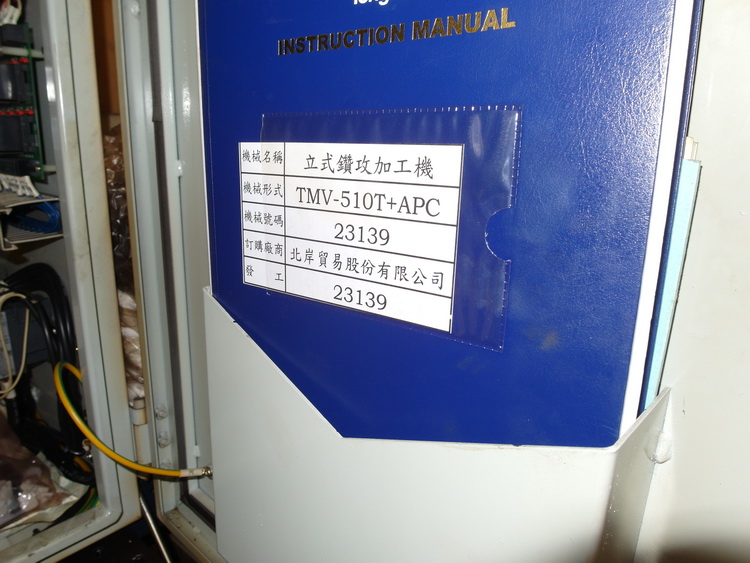 INSTRUCTION MANUAL
機械名稱 立式鑽攻加工機
機械形式 TMV-510T+APC
機械號碼 23139
訂購廠商 北岸貿易股份有限公司
發 工 23139